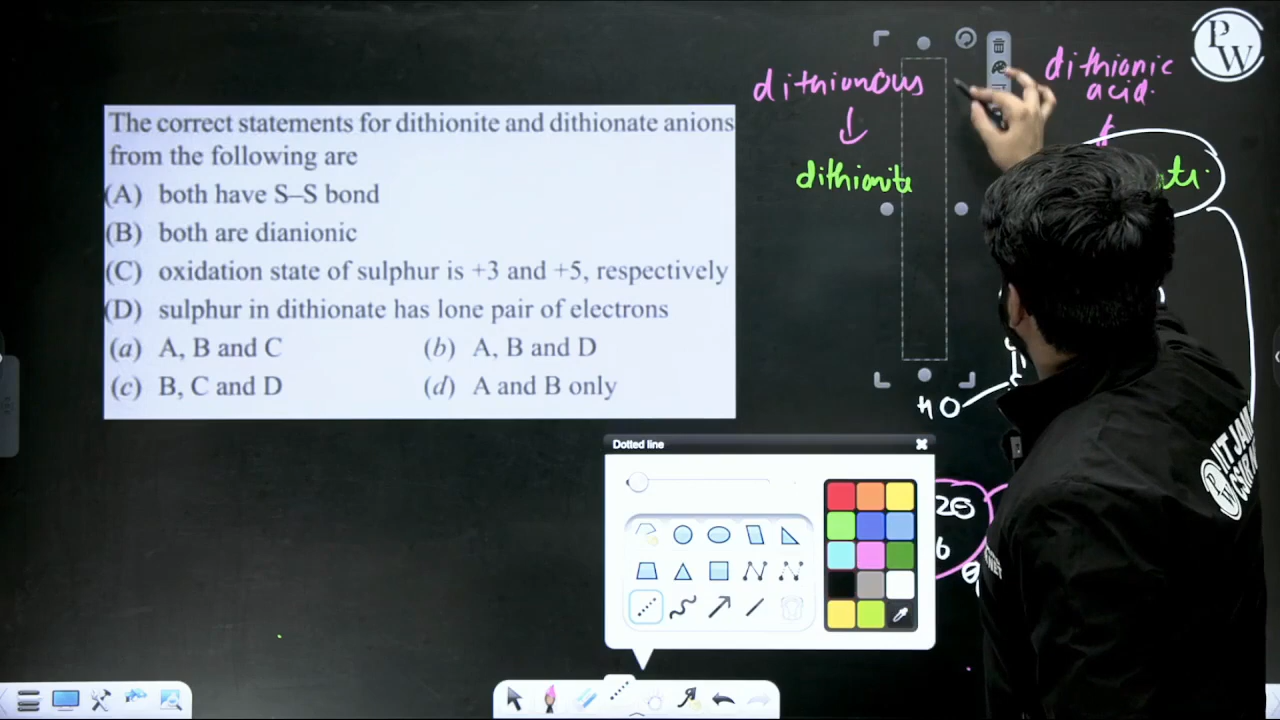 PW
dithionous
dithionic
acid.
The correct statements for dithionite and dithionate anions
from the following are
(A) both have S–S bond
dithionite
(B) both are dianionic
(C) oxidation state of sulphur is +3 and +5, respectively
(D) sulphur in dithionate has lone pair of electrons
(a) A, B and C (b) A, B and D
(c) B, C and D (d) A and B only
HO
Dotted line